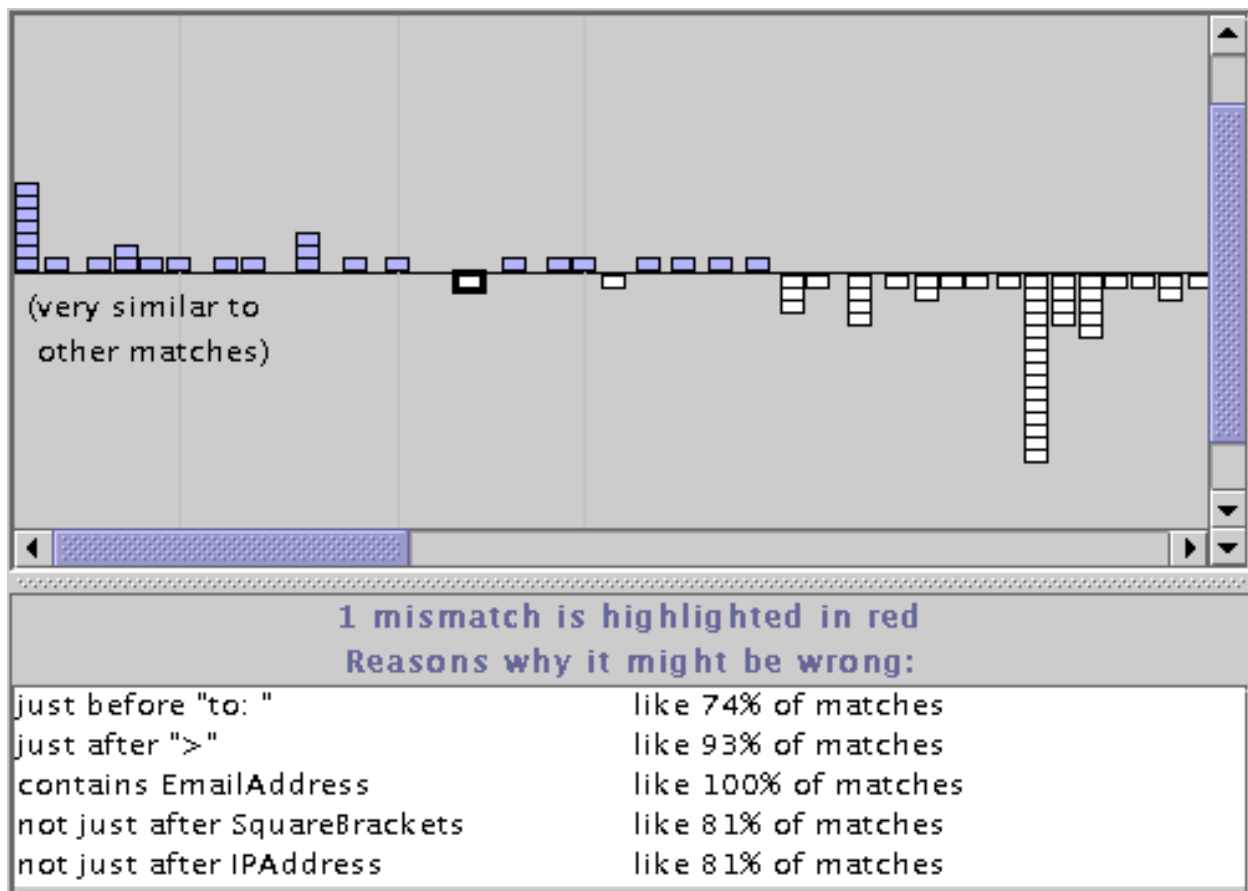 (very similar to
other matches)
1 mismatch is highlighted in red
Reasons why it might be wrong:
just before "to: " like 74% of matches
just after ">" like 93% of matches
contains EmailAddress like 100% of matches
not just after SquareBrackets like 81% of matches
not just after IPAddress like 81% of matches